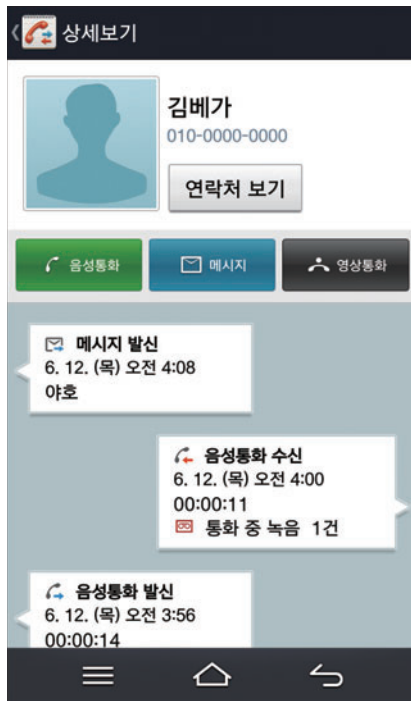 상세보기
김베가
010-0000-0000
연락처 보기
음성통화 메시지 영상통화
메시지 발신
6. 12. (목) 오전 4:08
야호
음성통화 수신
6. 12. (목) 오전 4:00
00:00:11
통화 중 녹음 1건
음성통화 발신
6. 12. (목) 오전 3:56
00:00:14